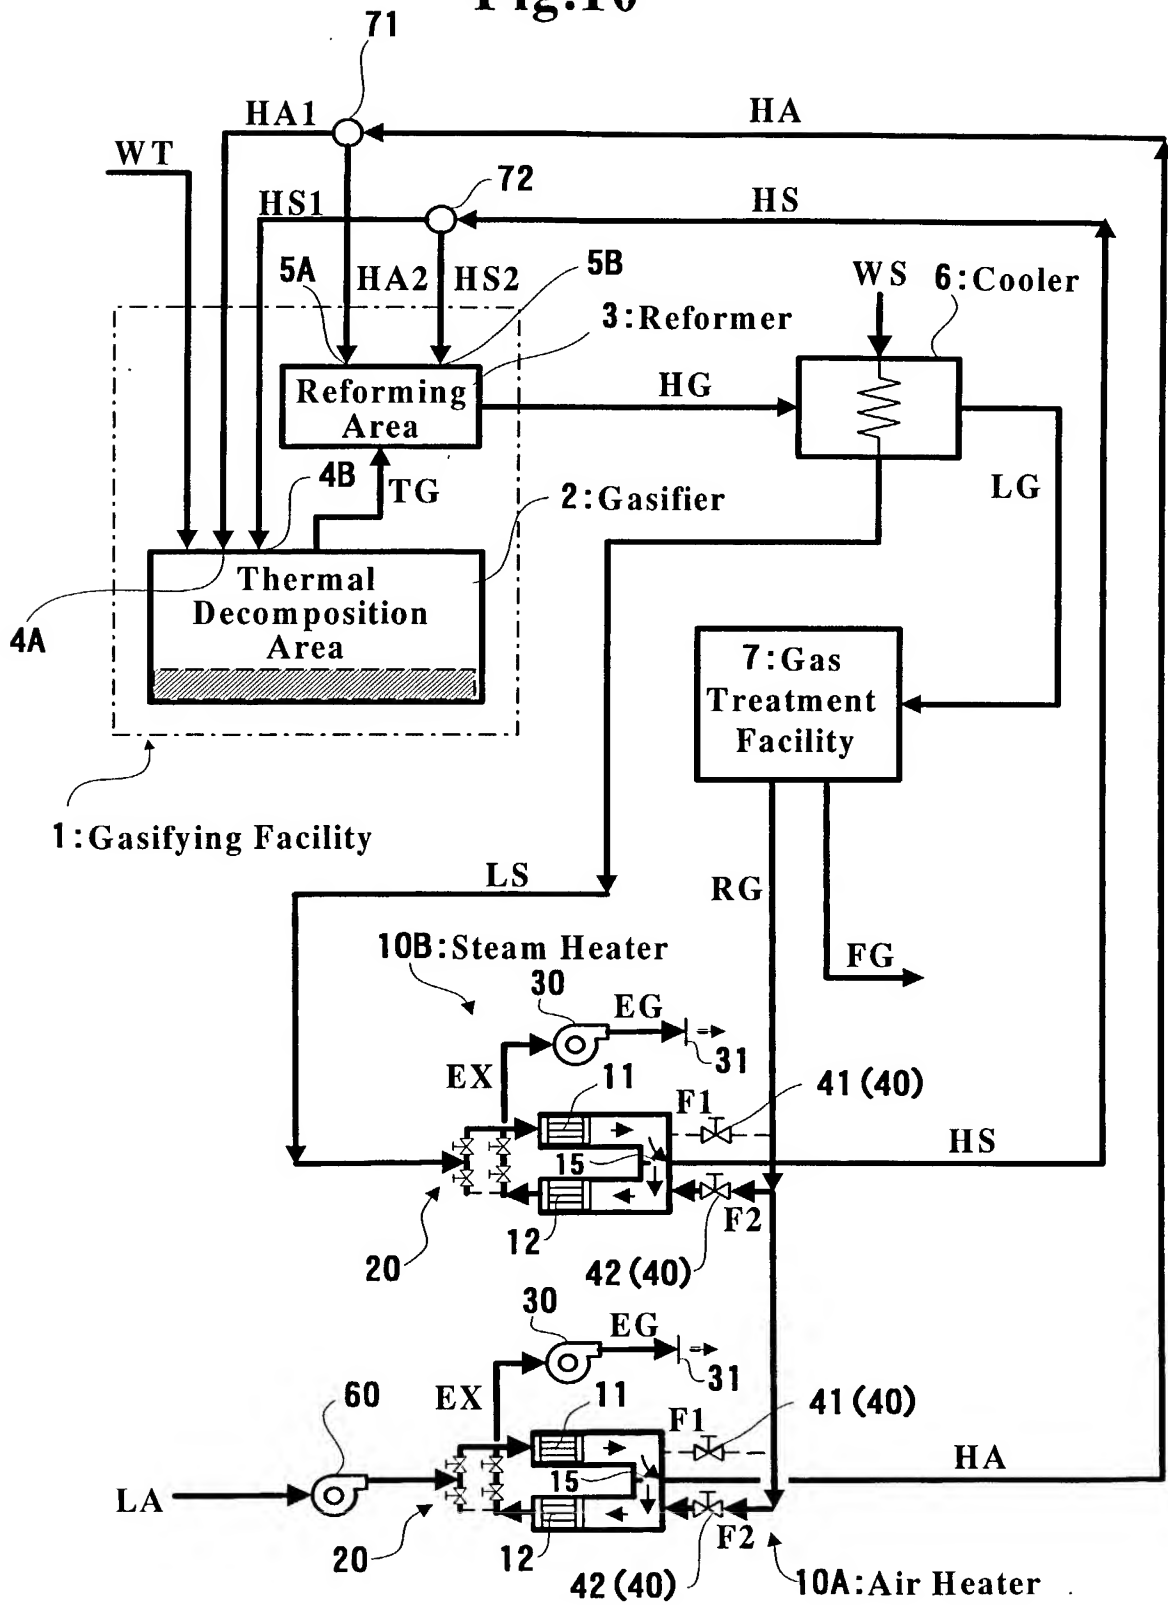 Fig.10
71
HA1
HA
WT
72
HS1
HS
5A
HA2
HS2
5B
WS
6:Cooler
3:Reformer
Reforming
Area
HG
4B
TG
LG
2:Gasifier
Thermal
Decomposition
Area
4A
7:Gas
Treatment
Facility
1:Gasifying Facility
LS
RG
10B:Steam Heater
FG
30
EG
31
EX
11
F1
41(40)
15
HS
12
F2
20
42(40)
30
EG
31
EX
11
F1
41(40)
60
15
HA
LA
12
F2
20
42(40)
10A:Air Heater